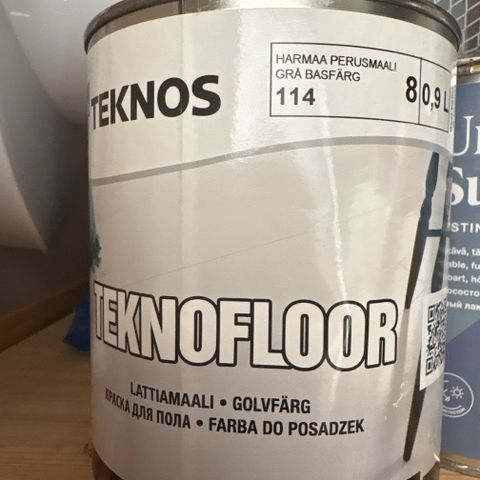 TEKNOS
HARMAA PERUSMAALI
GRÅ BASFÄRG
114
8
0,9 L
TEKNOFLOOR
LATTIAMAALI • GOLVFÄRG
КРАСКА ДЛЯ ПОЛА • FARBA DO POSADZEK